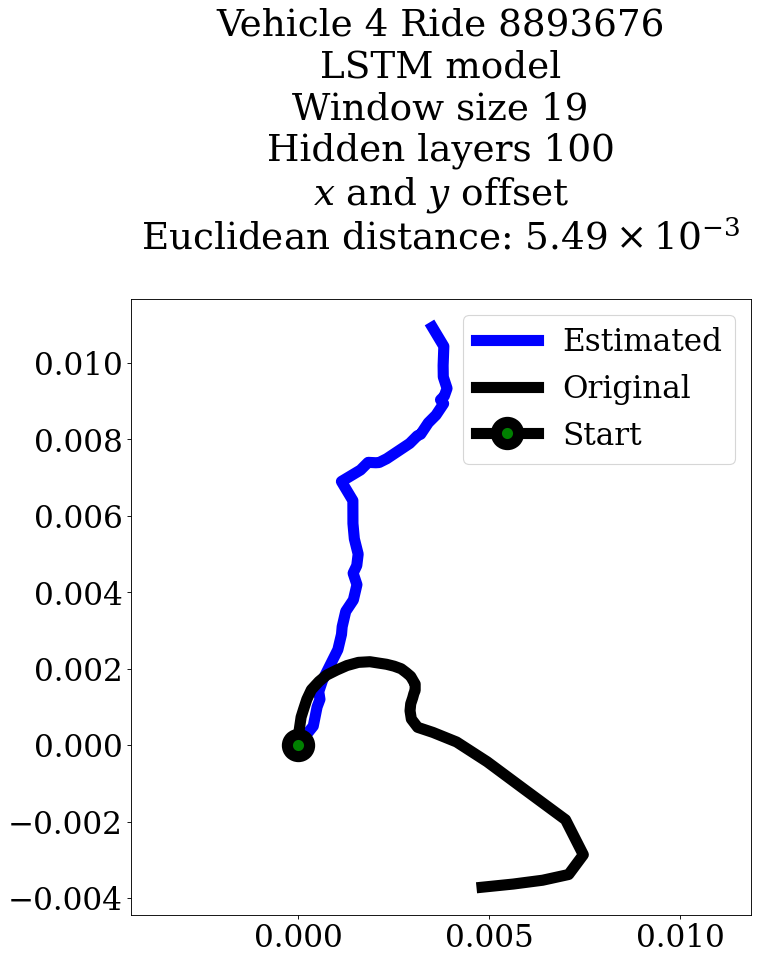 Vehicle 4 Ride 8893676
LSTM model
Window size 19
Hidden layers 100
x and y offset
Euclidean distance: 5.49 × 10⁻³
Estimated
Original
Start
0.010
0.008
0.006
0.004
0.002
0.000
−0.002
−0.004
0.000 0.005 0.010